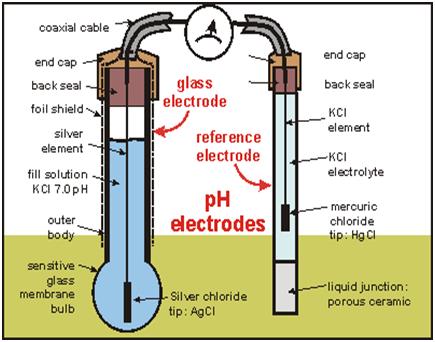 coaxial cable
end cap
back seal
foil shield
silver
element
fill solution
KCl 7.0 pH
outer
body
sensitive
glass
membrane
bulb
glass
electrode
reference
electrode
pH
electrodes
Silver chloride
tip: AgCl
end cap
back seal
KCl
element
KCl
electrolyte
mercuric
chloride
tip: HgCl
liquid junction:
porous ceramic